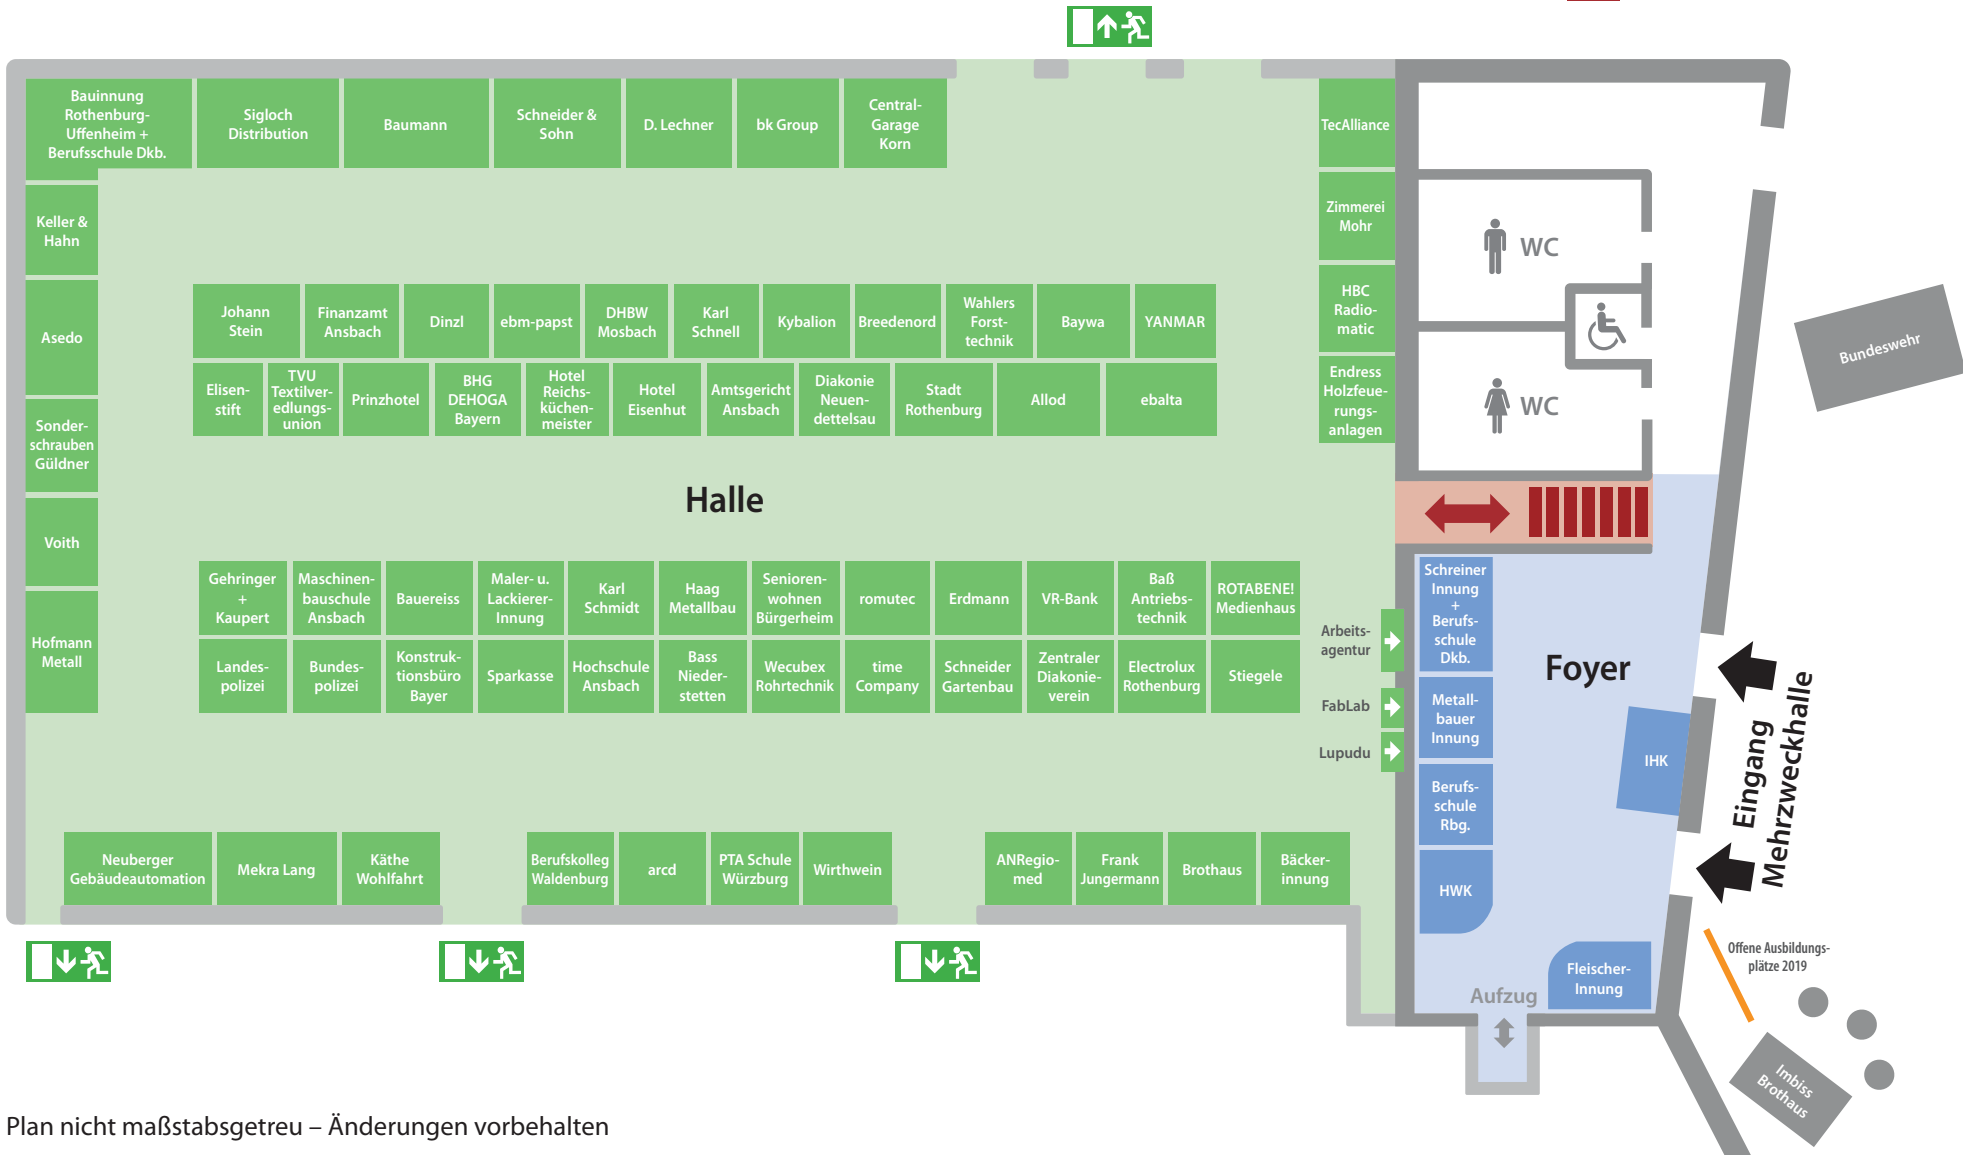 Bauinnung
Rothenburg-
Uffenheim +
Berufsschule Dkb.
Sigloch
Distribution
Baumann
Schneider &
Sohn
D. Lechner
bk Group
Central-
Garage
Korn
TecAlliance
Keller &
Hahn
Zimmerei
Mohr
WC
Asedo
Johann
Stein
Finanzamt
Ansbach
Dinzl
ebm-papst
DHBW
Mosbach
Karl
Schnell
Kybalion
Breedenord
Wahlers
Forst-
technik
Baywa
YANMAR
HBC
Radio-
matic
Bundeswehr
Elisen-
stift
TVU
Textilver-
edlungs-
union
Prinzhotel
BHG
DEHOGA
Bayern
Hotel
Reichs-
küchen-
meister
Hotel
Eisenhut
Amtsgericht
Ansbach
Diakonie
Neuen-
dettelsau
Stadt
Rothenburg
Allod
ebalta
Endress
Holzfeue-
rungs-
anlagen
WC
Sonder-
schrauben
Güldner
Halle
Voith
Gehringer
+
Kaupert
Maschinen-
bauschule
Ansbach
Bauereiss
Maler- u.
Lackierer-
Innung
Karl
Schmidt
Haag
Metallbau
Senioren-
wohnen
Bürgerheim
romutec
Erdmann
VR-Bank
Baß
Antriebs-
technik
ROTABENE!
Medienhaus
Schreiner
Innung
+
Berufs-
schule
Dkb.
Hofmann
Metall
Landes-
polizei
Bundes-
polizei
Konstruk-
tionsbüro
Bayer
Sparkasse
Hochschule
Ansbach
Bass
Nieder-
stetten
Wecubex
Rohrtechnik
time
Company
Schneider
Gartenbau
Zentraler
Diakonie-
verein
Electrolux
Rothenburg
Stiegele
Arbeits-
agentur
FabLab
Lupudu
Foyer
Metall-
bauer
Innung
IHK
Eingang
Mehrzweckhalle
Berufs-
schule
Rbg.
Neuberger
Gebäudeautomation
Mekra Lang
Käthe
Wohlfahrt
Berufskolleg
Waldenburg
arcd
PTA Schule
Würzburg
Wirthwein
ANRegio-
med
Frank
Jungermann
Brothaus
Bäcker-
innung
HWK
Offene Ausbildungs-
plätze 2019
Fleischer-
Innung
Aufzug
Imbiss
Brothaus
Plan nicht maßstabsgetreu – Änderungen vorbehalten